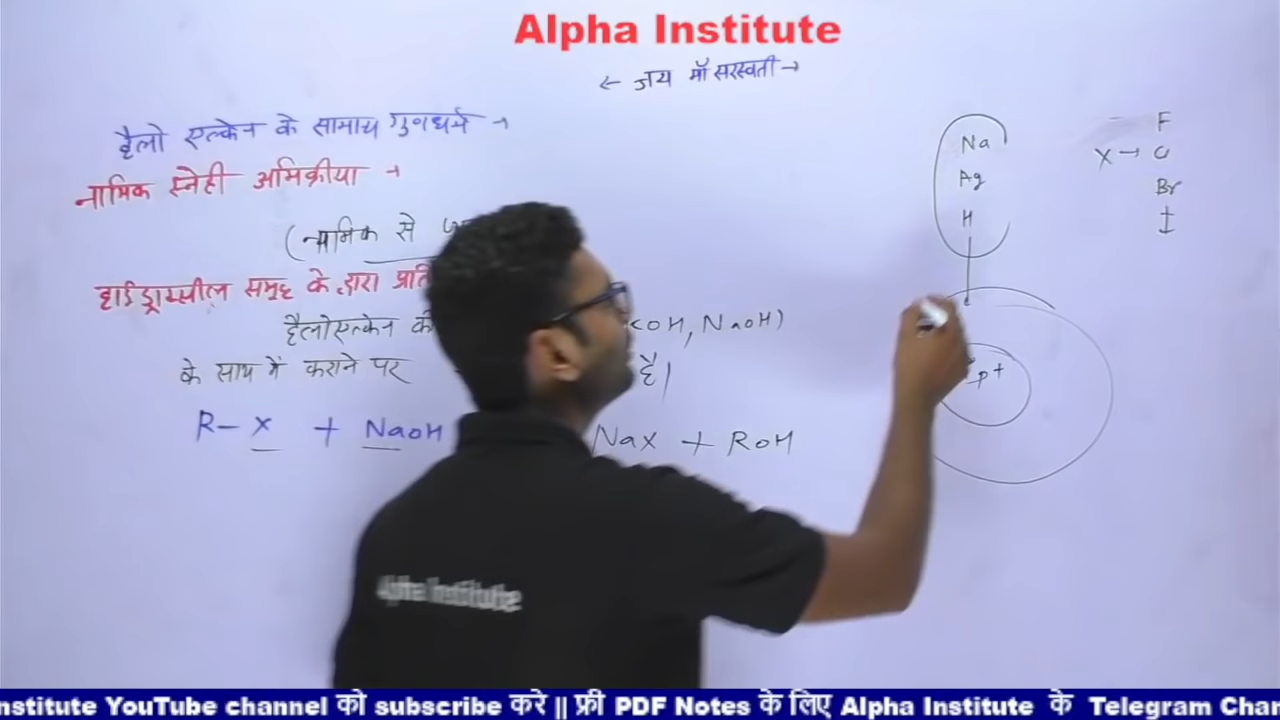 Alpha Institute
← जय माँ सरस्वती →
हैलो एल्केन के सामान्य गुणधर्म →
नाभिक स्नेही अभिक्रीया →
(नाभिक से
हाईड्राक्सील समूह के द्वारा प्रति
हैलोएल्केन की KOH, NaOH)
के साथ में कराने पर है।
R-X + NaOH NaX + ROH
Na
Ag
H
F
X → Cl
Br
I
P+
Alpha Institute
nstitute YouTube channel को subscribe करे || फ्री PDF Notes के लिए Alpha Institute के Telegram Chan